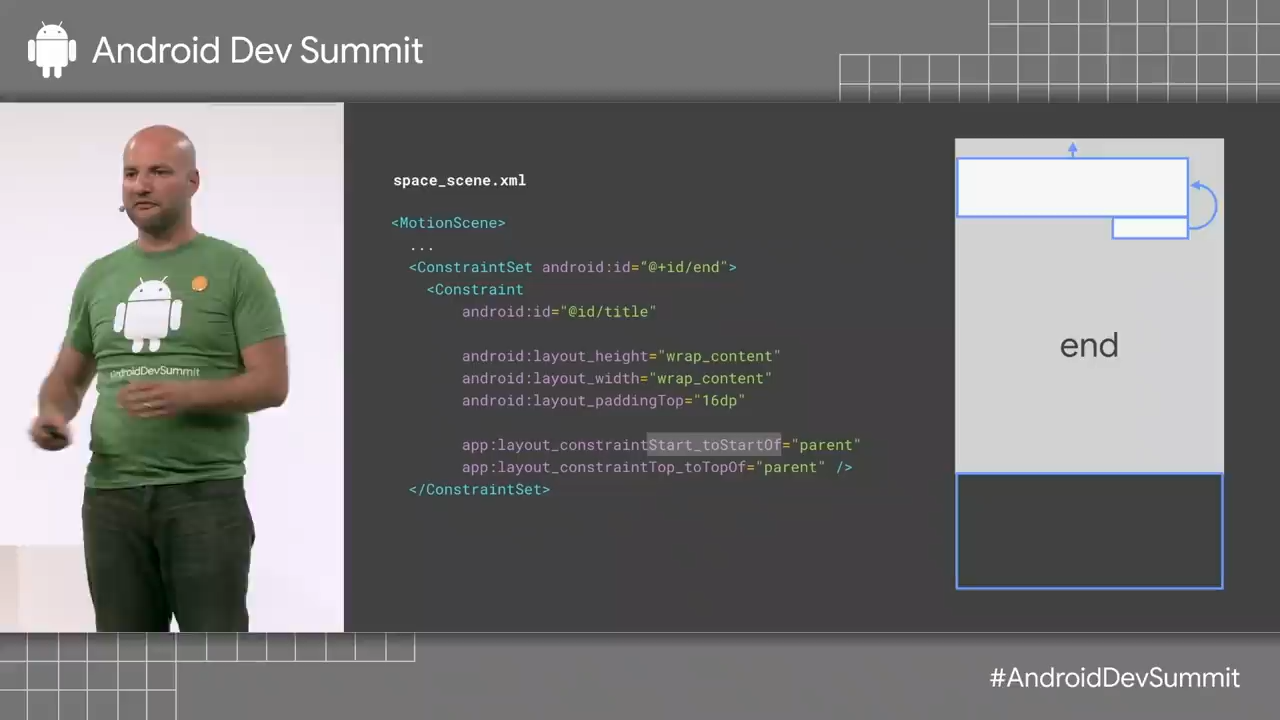 Android Dev Summit
#AndroidDevSummit
space_scene.xml
<MotionScene>
...
<ConstraintSet android:id="@+id/end">
<Constraint
android:id="@id/title"
android:layout_height="wrap_content"
android:layout_width="wrap_content"
android:layout_paddingTop="16dp"
app:layout_constraintStart_toStartOf="parent"
app:layout_constraintTop_toTopOf="parent" />
</ConstraintSet>
end
#AndroidDevSummit